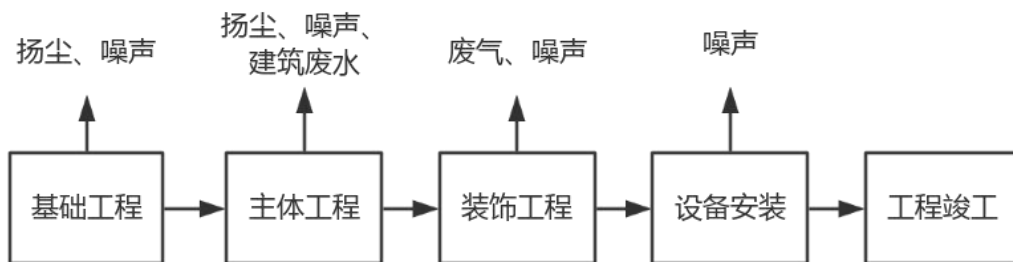 扬尘、噪声
扬尘、噪声、
建筑废水
废气、噪声
噪声
基础工程
主体工程
装饰工程
设备安装
工程竣工